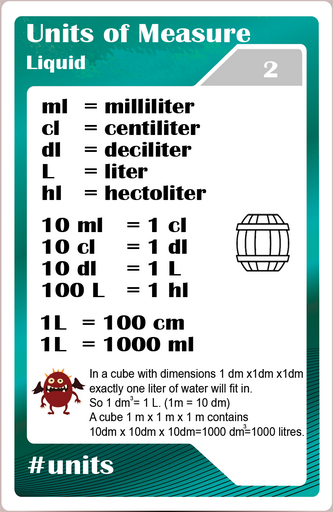 Units of Measure
Liquid
2
ml = milliliter
cl = centiliter
dl = deciliter
L = liter
hl = hectoliter
10 ml = 1 cl
10 cl = 1 dl
10 dl = 1 L
100 L = 1 hl
1L = 100 cm
1L = 1000 ml
In a cube with dimensions 1 dm x1dm x1dm
exactly one liter of water will fit in.
So 1 dm³= 1 L. (1m = 10 dm)
A cube 1 m x 1 m x 1 m contains
10dm x 10dm x 10dm=1000 dm³=1000 litres.
#units